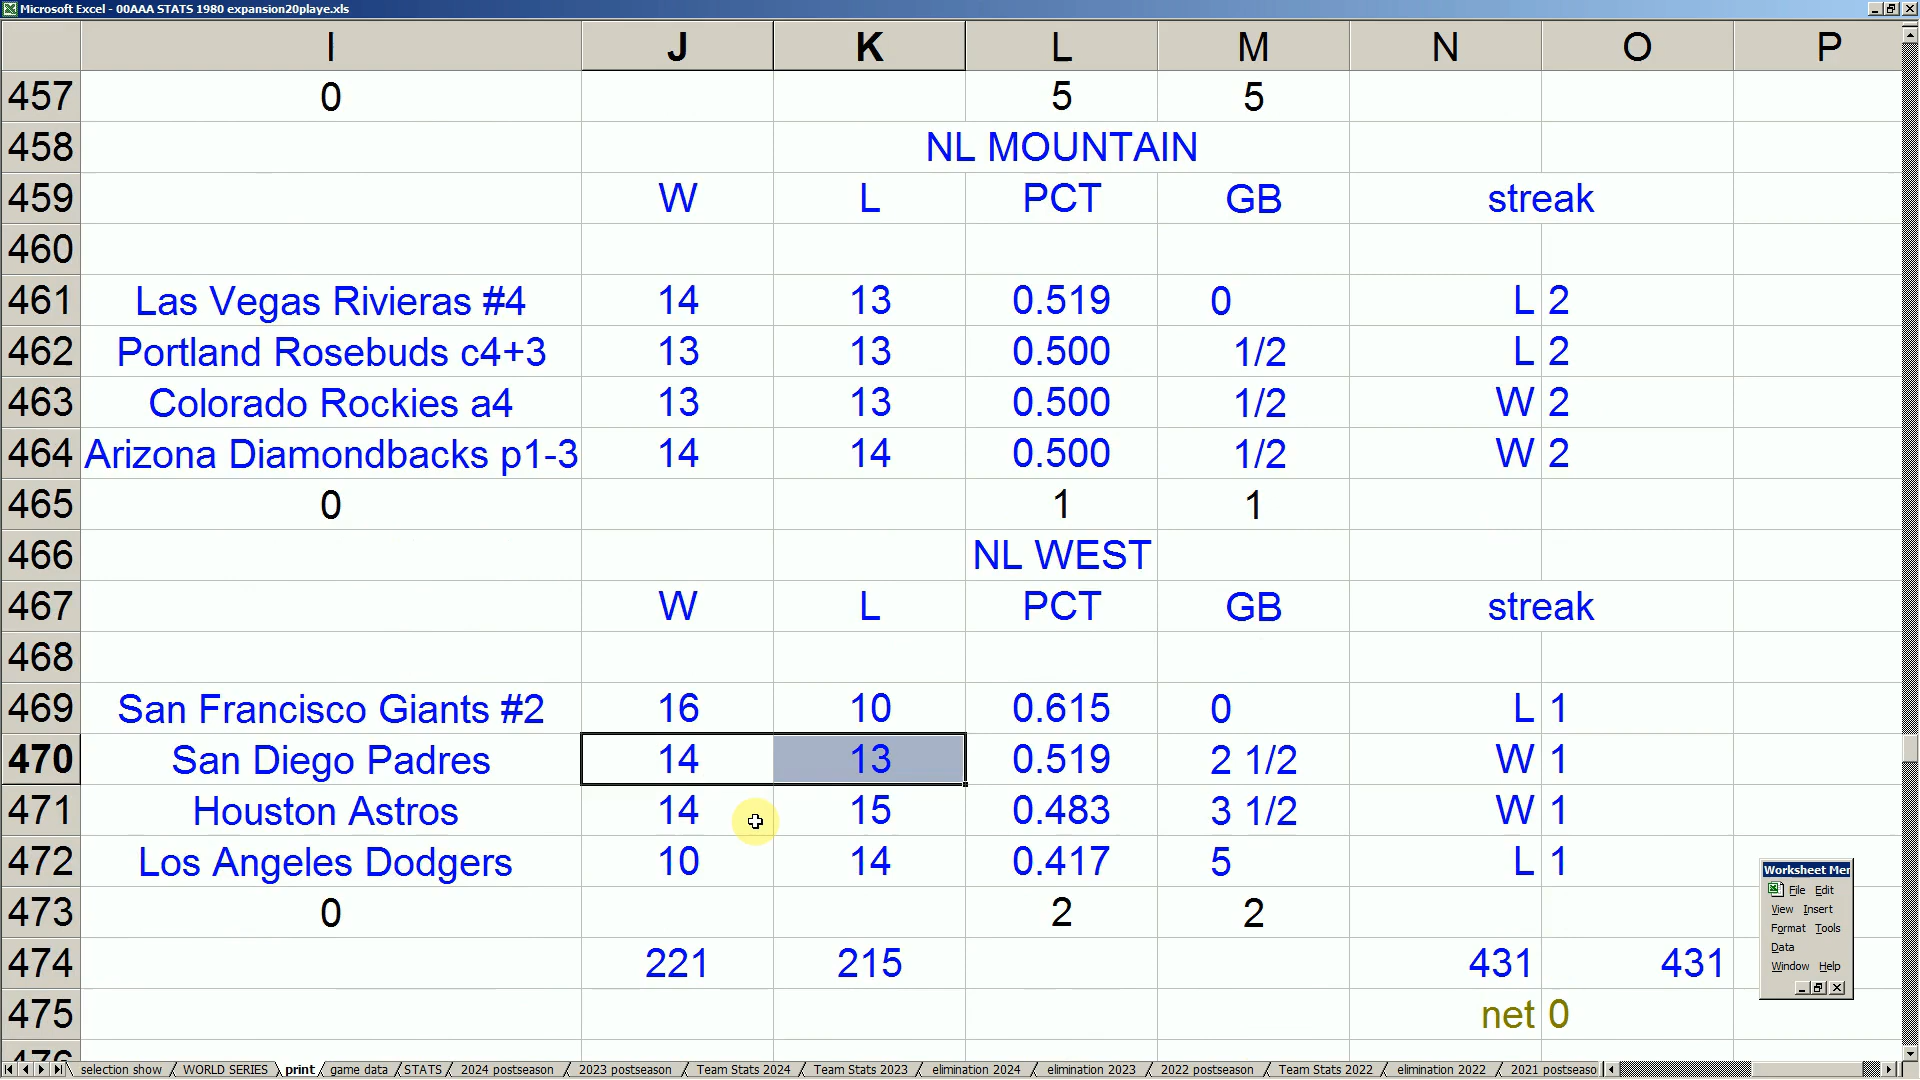 Microsoft Excel - 00AAA STATS 1980 expansion20playe.xls
I J K L M N O P
457 0 5 5
458 NL MOUNTAIN
459 W L PCT GB streak
460
461 Las Vegas Rivieras #4 14 13 0.519 0 L 2
462 Portland Rosebuds c4+3 13 13 0.500 1/2 L 2
463 Colorado Rockies a4 13 13 0.500 1/2 W 2
464 Arizona Diamondbacks p1-3 14 14 0.500 1/2 W 2
465 0 1 1
466 NL WEST
467 W L PCT GB streak
468
469 San Francisco Giants #2 16 10 0.615 0 L 1
470 San Diego Padres 14 13 0.519 2 1/2 W 1
471 Houston Astros 14 15 0.483 3 1/2 W 1
472 Los Angeles Dodgers 10 14 0.417 5 L 1
473 0 2 2
474 221 215 431 431
475 net 0
Worksheet Mer
File Edit
View Insert
Format Tools
Data
Window Help
selection show WORLD SERIES print game data STATS 2024 postseason 2023 postseason Team Stats 2024 Team Stats 2023 elimination 2024 elimination 2023 2022 postseason Team Stats 2022 elimination 2022 2021 postseaso